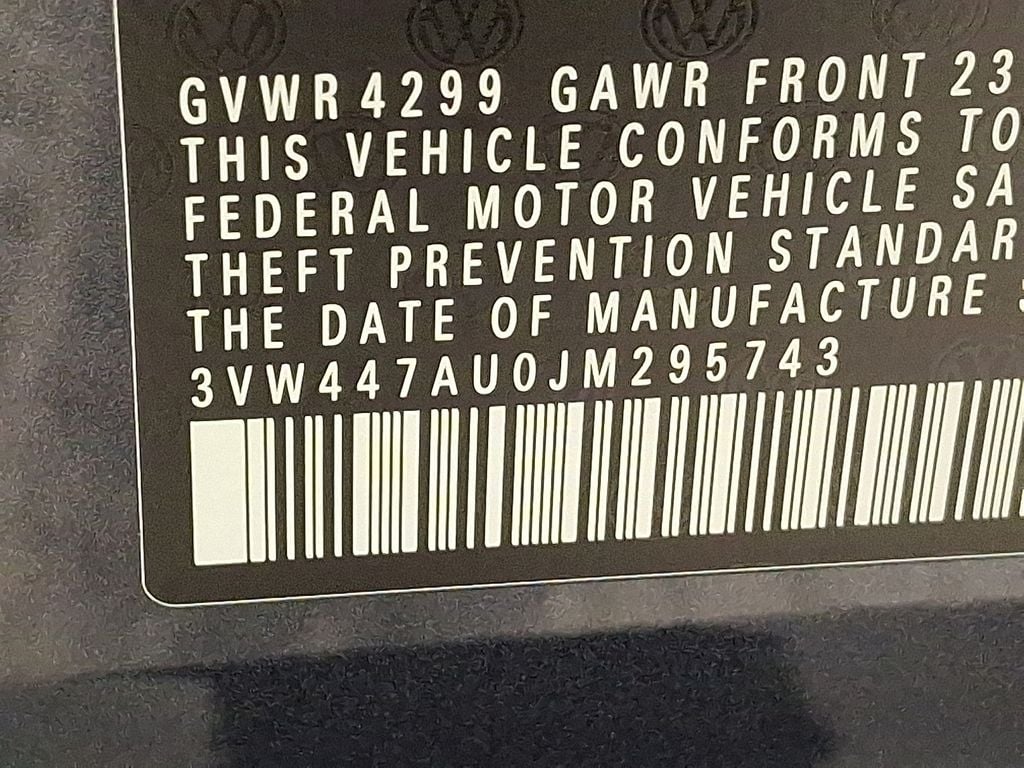 GVWR 4299 GAWR FRONT 23
THIS VEHICLE CONFORMS TO
FEDERAL MOTOR VEHICLE SA
THEFT PREVENTION STANDAR
THE DATE OF MANUFACTURE
3VW447AU0JM295743